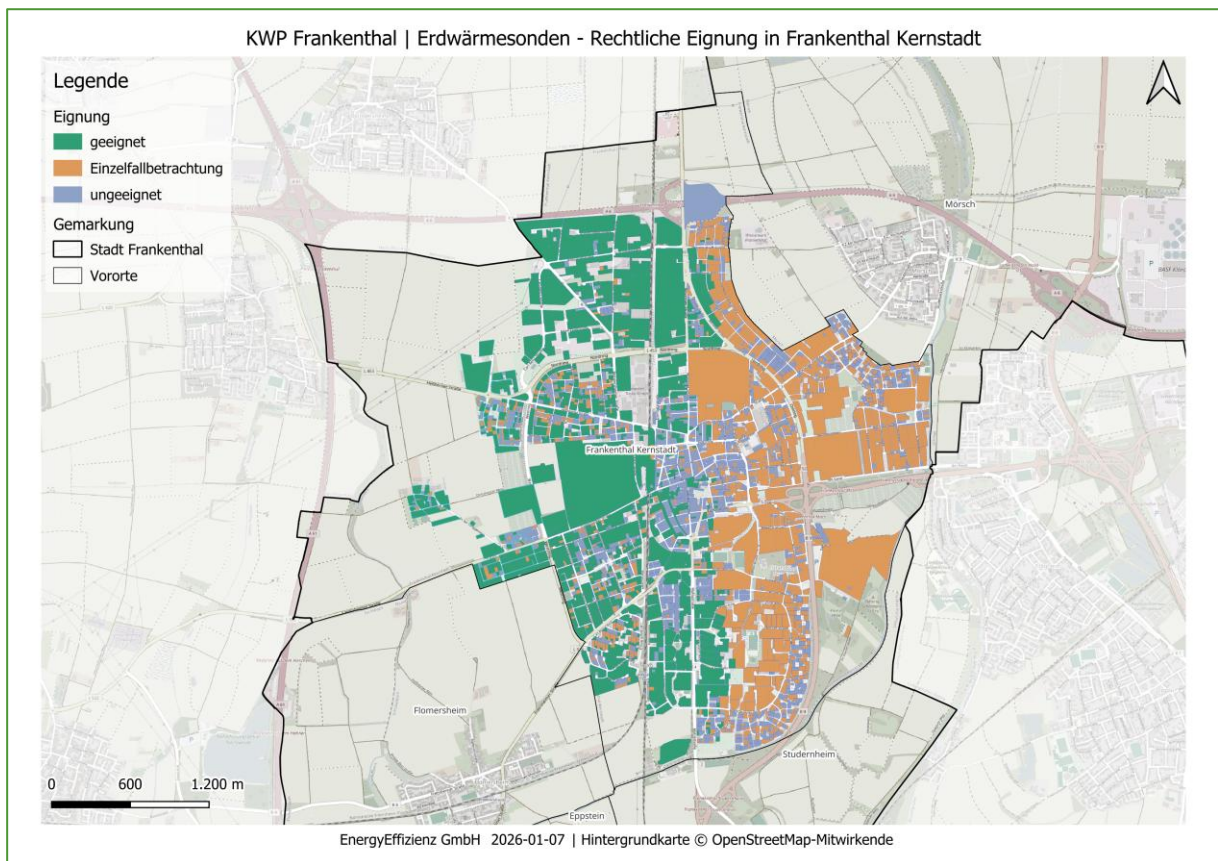 KWP Frankenthal | Erdwärmesonden - Rechtliche Eignung in Frankenthal Kernstadt
Legende
Eignung
geeignet
Einzelfallbetrachtung
ungeeignet
Gemarkung
Stadt Frankenthal
Vororte
Mörsch
Nordring
Frankenthal Kernstadt
Flomersheim
Studernheim
Eppstein
0 600 1.200 m
EnergyEffizienz GmbH 2026-01-07 | Hintergrundkarte © OpenStreetMap-Mitwirkende